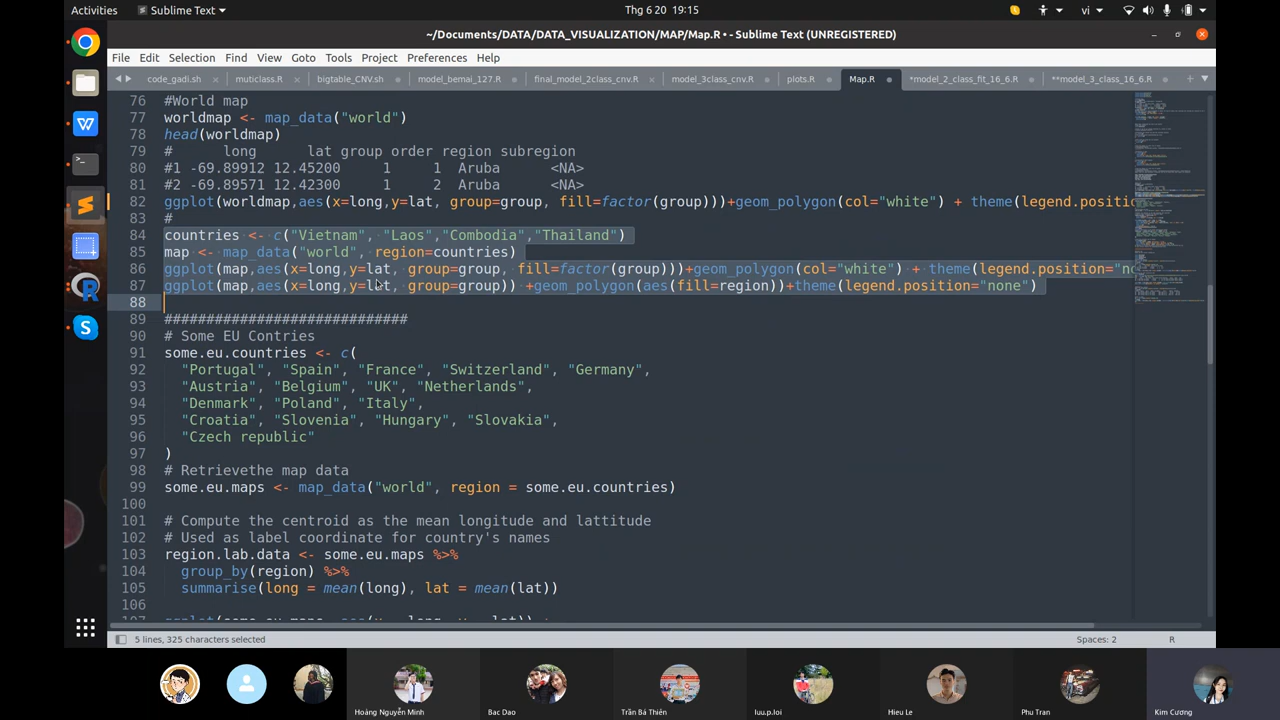 Activities
Sublime Text
Thg 6 20 19:15
vi
~/Documents/DATA/DATA_VISUALIZATION/MAP/Map.R • - Sublime Text (UNREGISTERED)
File Edit Selection Find View Goto Tools Project Preferences Help
code_gadi.sh muticlass.R bigtable_CNV.sh model_bemai_127.R final_model_2class_cnv.R model_3class_cnv.R plots.R Map.R *model_2_class_fit_16_6.R **model_3_class_16_6.R
76 #World map
77 worldmap <- map_data("world")
78 head(worldmap)
79 # long lat group order region subregion
80 #1 -69.89912 12.45200 1 1 Aruba <NA>
81 #2 -69.89571 12.42300 1 2 Aruba <NA>
82 ggplot(worldmap,aes(x=long,y=lat, group=group, fill=factor(group)))+geom_polygon(col="white") + theme(legend.positio
83 #
84 countries <- c("Vietnam", "Laos","Combodia","Thailand")
85 map <- map_data("world", region=countries)
86 ggplot(map,aes(x=long,y=lat, group=group, fill=factor(group)))+geom_polygon(col="white") + theme(legend.position="no
87 ggplot(map,aes(x=long,y=lat, group=group)) +geom_polygon(aes(fill=region))+theme(legend.position="none")
88
89 #############################
90 # Some EU Contries
91 some.eu.countries <- c(
92 "Portugal", "Spain", "France", "Switzerland", "Germany",
93 "Austria", "Belgium", "UK", "Netherlands",
94 "Denmark", "Poland", "Italy",
95 "Croatia", "Slovenia", "Hungary", "Slovakia",
96 "Czech republic"
97 )
98 # Retrievethe map data
99 some.eu.maps <- map_data("world", region = some.eu.countries)
100
101 # Compute the centroid as the mean longitude and lattitude
102 # Used as label coordinate for country's names
103 region.lab.data <- some.eu.maps %>%
104 group_by(region) %>%
105 summarise(long = mean(long), lat = mean(lat))
106
5 lines, 325 characters selected
Spaces: 2
R
Hoàng Nguyễn Minh
Bac Dao
Trần Bá Thiên
luu.p.loi
Hieu Le
Phu Tran
Kim Cương